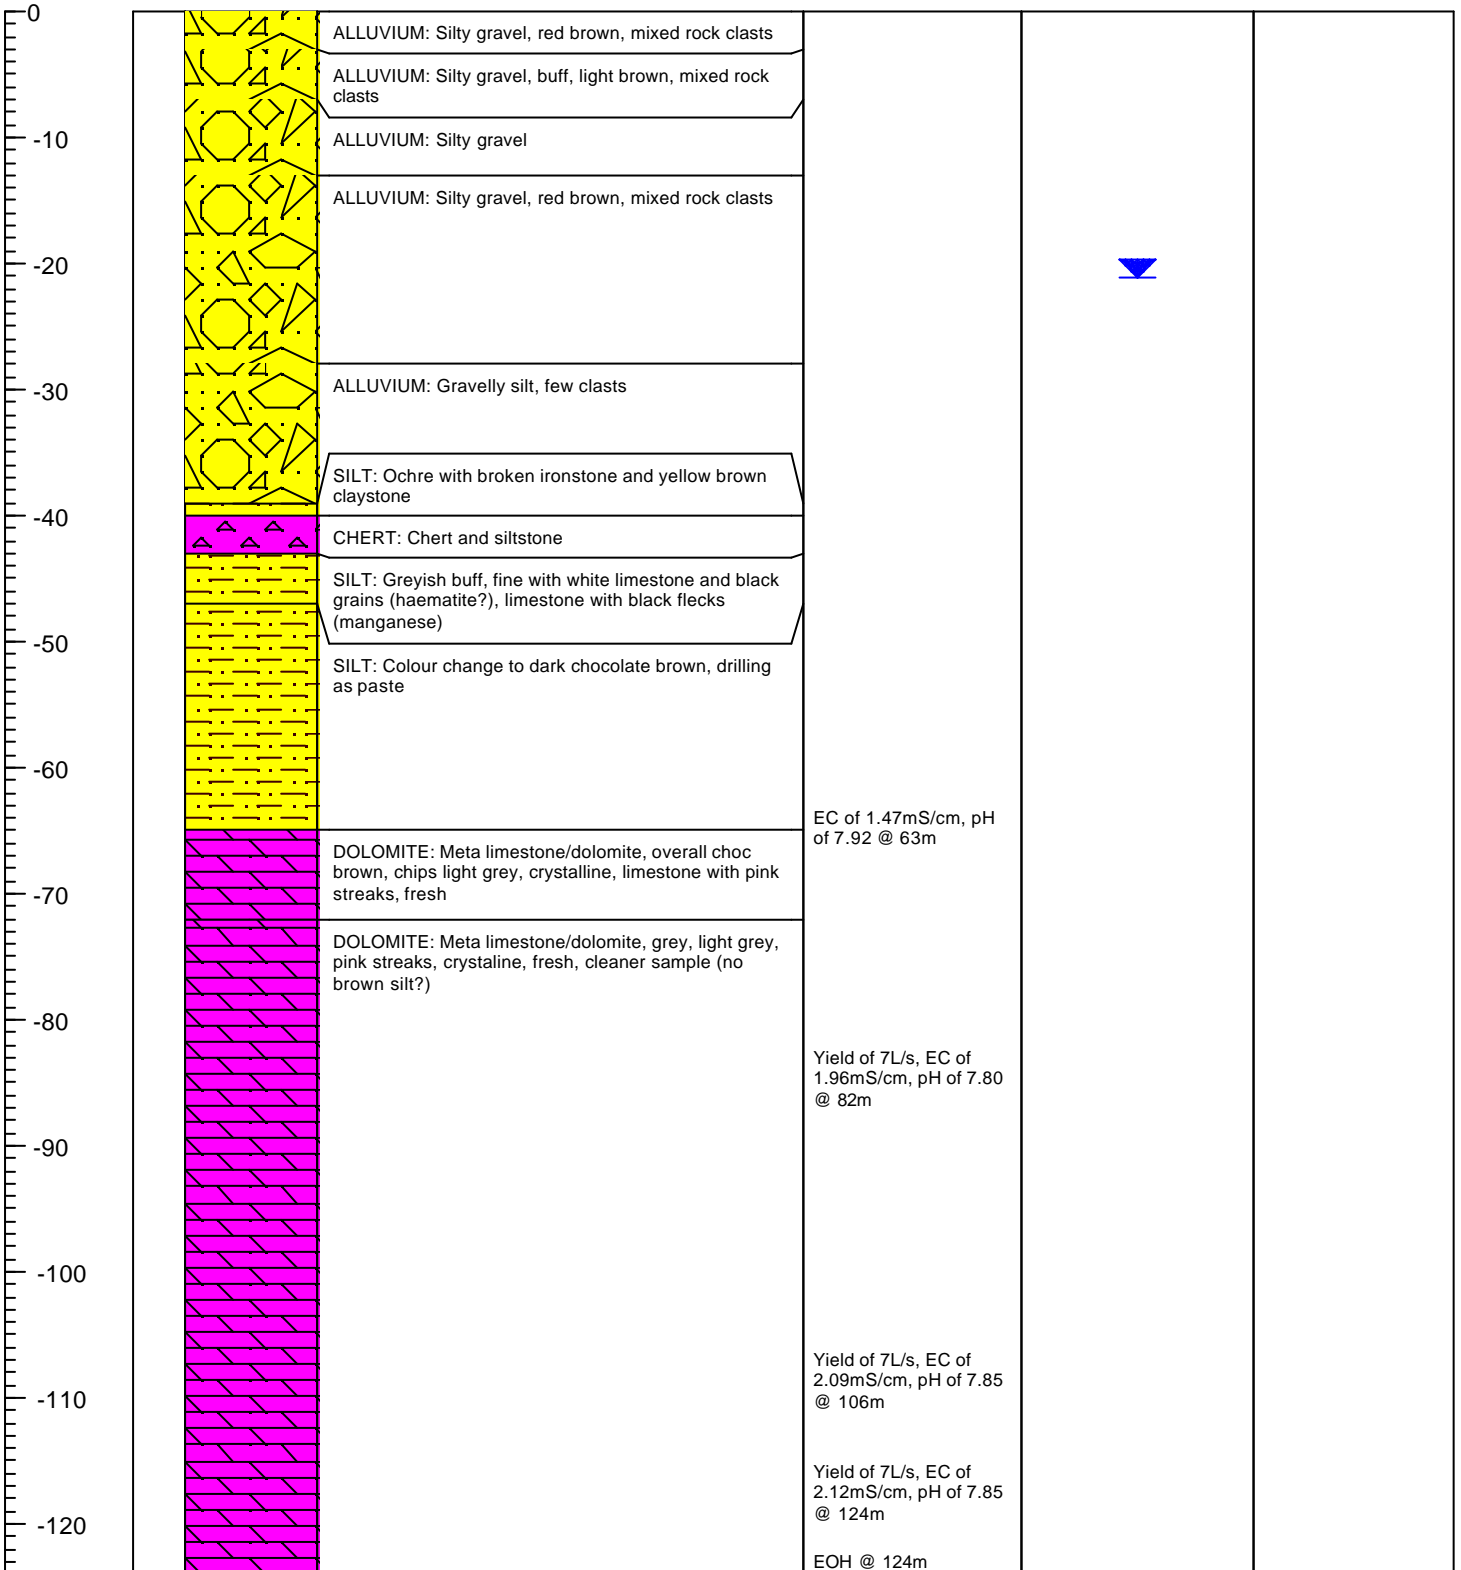 0
ALLUVIUM: Silty gravel, red brown, mixed rock clasts
ALLUVIUM: Silty gravel, buff, light brown, mixed rock
clasts
-10
ALLUVIUM: Silty gravel
ALLUVIUM: Silty gravel, red brown, mixed rock clasts
-20
-30
ALLUVIUM: Gravelly silt, few clasts
SILT: Ochre with broken ironstone and yellow brown
claystone
-40
CHERT: Chert and siltstone
SILT: Greyish buff, fine with white limestone and black
grains (haematite?), limestone with black flecks
(manganese)
-50
SILT: Colour change to dark chocolate brown, drilling
as paste
-60
EC of 1.47mS/cm, pH
of 7.92 @ 63m
DOLOMITE: Meta limestone/dolomite, overall choc
brown, chips light grey, crystalline, limestone with pink
streaks, fresh
-70
DOLOMITE: Meta limestone/dolomite, grey, light grey,
pink streaks, crystaline, fresh, cleaner sample (no
brown silt?)
-80
Yield of 7L/s, EC of
1.96mS/cm, pH of 7.80
@ 82m
-90
-100
Yield of 7L/s, EC of
2.09mS/cm, pH of 7.85
@ 106m
-110
Yield of 7L/s, EC of
2.12mS/cm, pH of 7.85
@ 124m
-120
EOH @ 124m